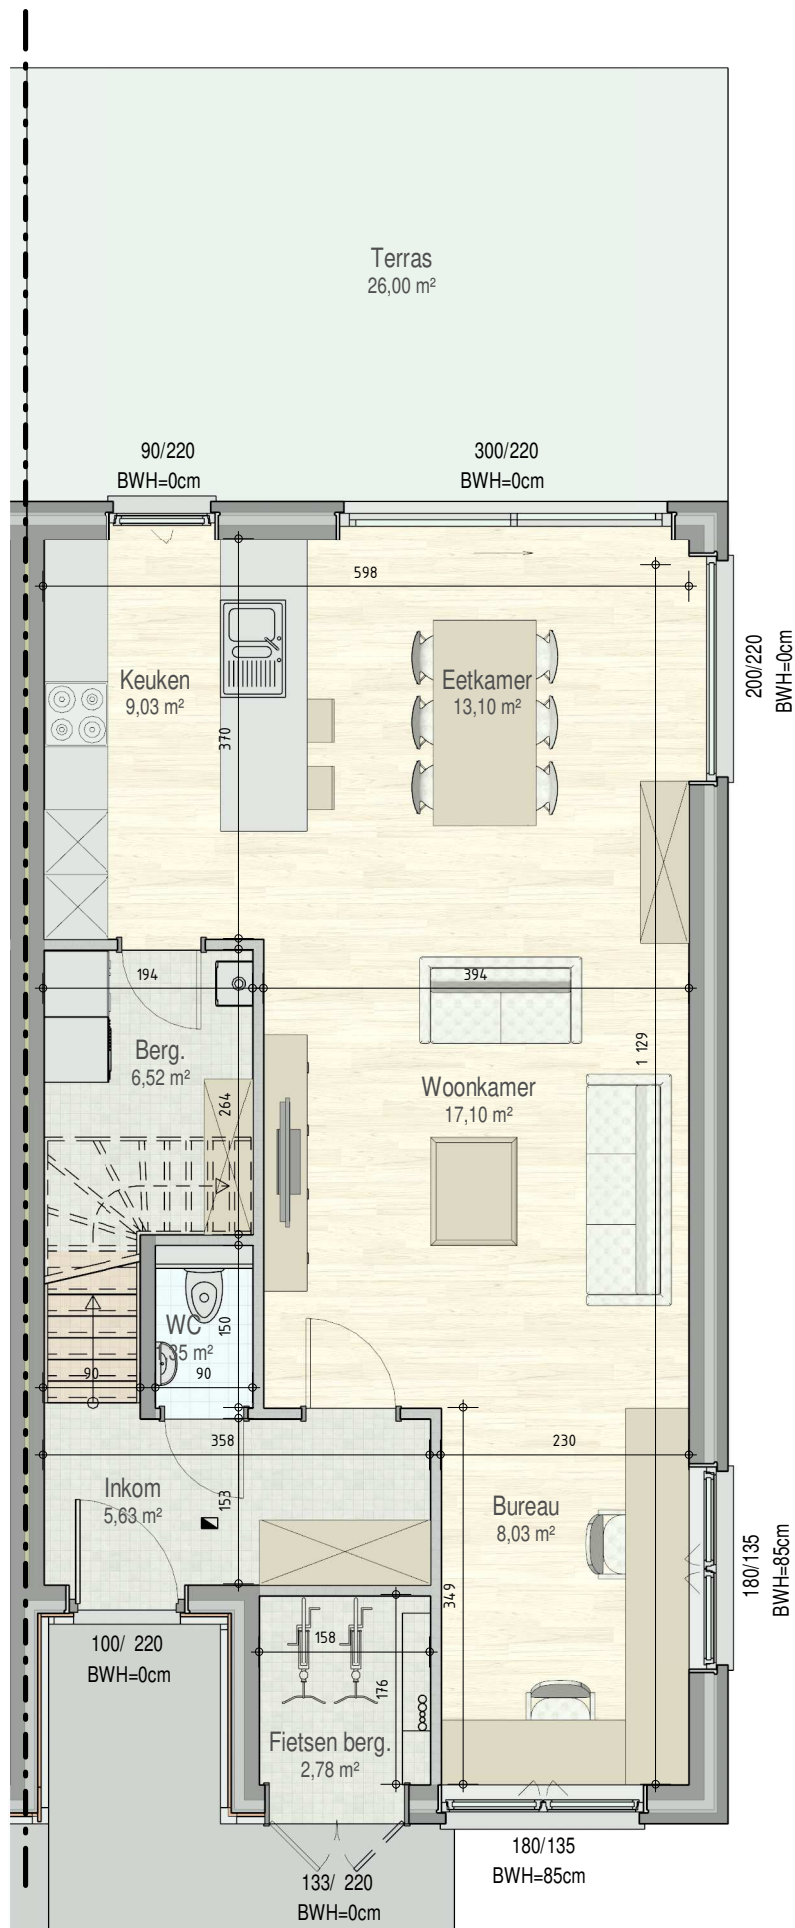 Terras
26,00 m²
90/220
BWH=0cm
300/220
BWH=0cm
598
200/220
BWH=0cm
Keuken
9,03 m²
Eetkamer
13,10 m²
370
194
394
Berg.
6,52 m²
1 129
Woonkamer
17,10 m²
264
WC
1,35 m²
150
90
90
358
230
Inkom
5,63 m²
153
Bureau
8,03 m²
180/135
BWH=85cm
349
100/ 220
BWH=0cm
158
176
Fietsen berg.
2,78 m²
180/135
BWH=85cm
133/ 220
BWH=0cm